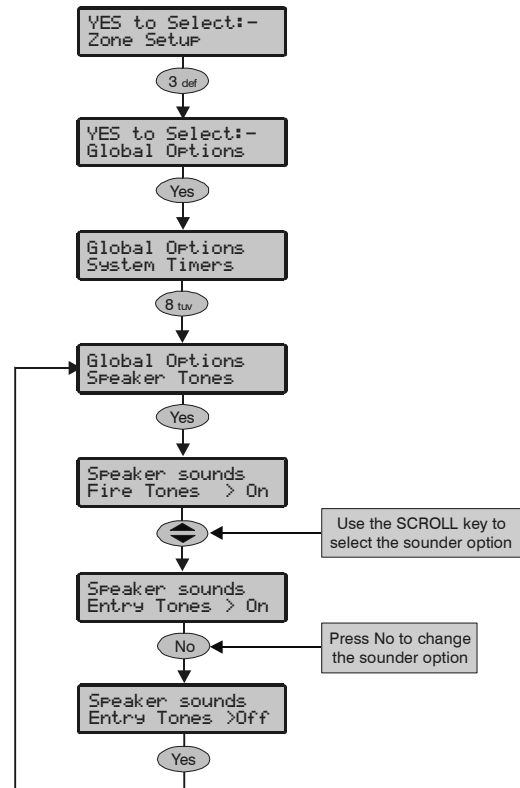 YES to Select:-
Zone Setup
3 def
YES to Select:-
Global Options
Yes
Global Options
System Timers
8 tuv
Global Options
Speaker Tones
Yes
Speaker sounds
Fire Tones > On
Use the SCROLL key to
select the sounder option
Speaker sounds
Entry Tones > On
No
Press No to change
the sounder option
Speaker sounds
Entry Tones >Off
Yes